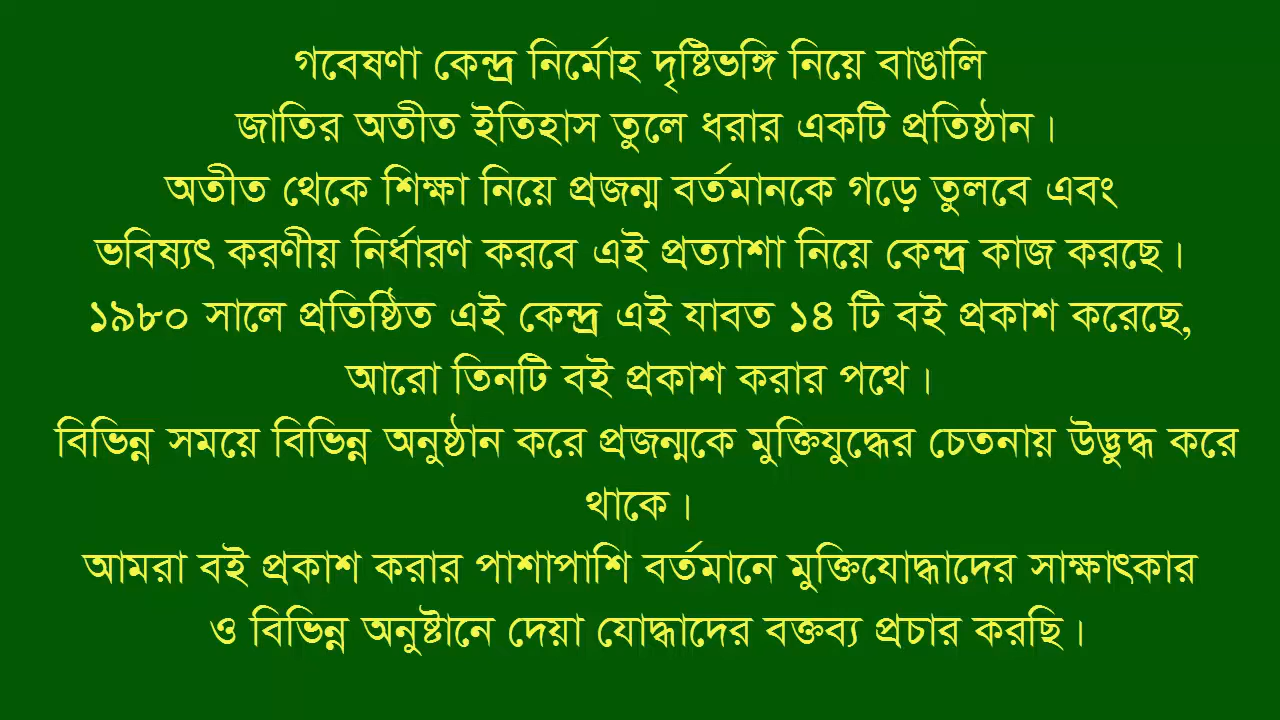 গবেষণা কেন্দ্র নির্মোহ দৃষ্টিভঙ্গি নিয়ে বাঙালি
জাতির অতীত ইতিহাস তুলে ধরার একটি প্রতিষ্ঠান।
অতীত থেকে শিক্ষা নিয়ে প্রজন্ম বর্তমানকে গড়ে তুলবে এবং
ভবিষ্যৎ করণীয় নির্ধারণ করবে এই প্রত্যাশা নিয়ে কেন্দ্র কাজ করছে।
১৯৮০ সালে প্রতিষ্ঠিত এই কেন্দ্র এই যাবত ১৪ টি বই প্রকাশ করেছে,
আরো তিনটি বই প্রকাশ করার পথে।
বিভিন্ন সময়ে বিভিন্ন অনুষ্ঠান করে প্রজন্মকে মুক্তিযুদ্ধের চেতনায় উদ্ভুদ্ধ করে
থাকে।
আমরা বই প্রকাশ করার পাশাপাশি বর্তমানে মুক্তিযোদ্ধাদের সাক্ষাৎকার
ও বিভিন্ন অনুষ্টানে দেয়া যোদ্ধাদের বক্তব্য প্রচার করছি।